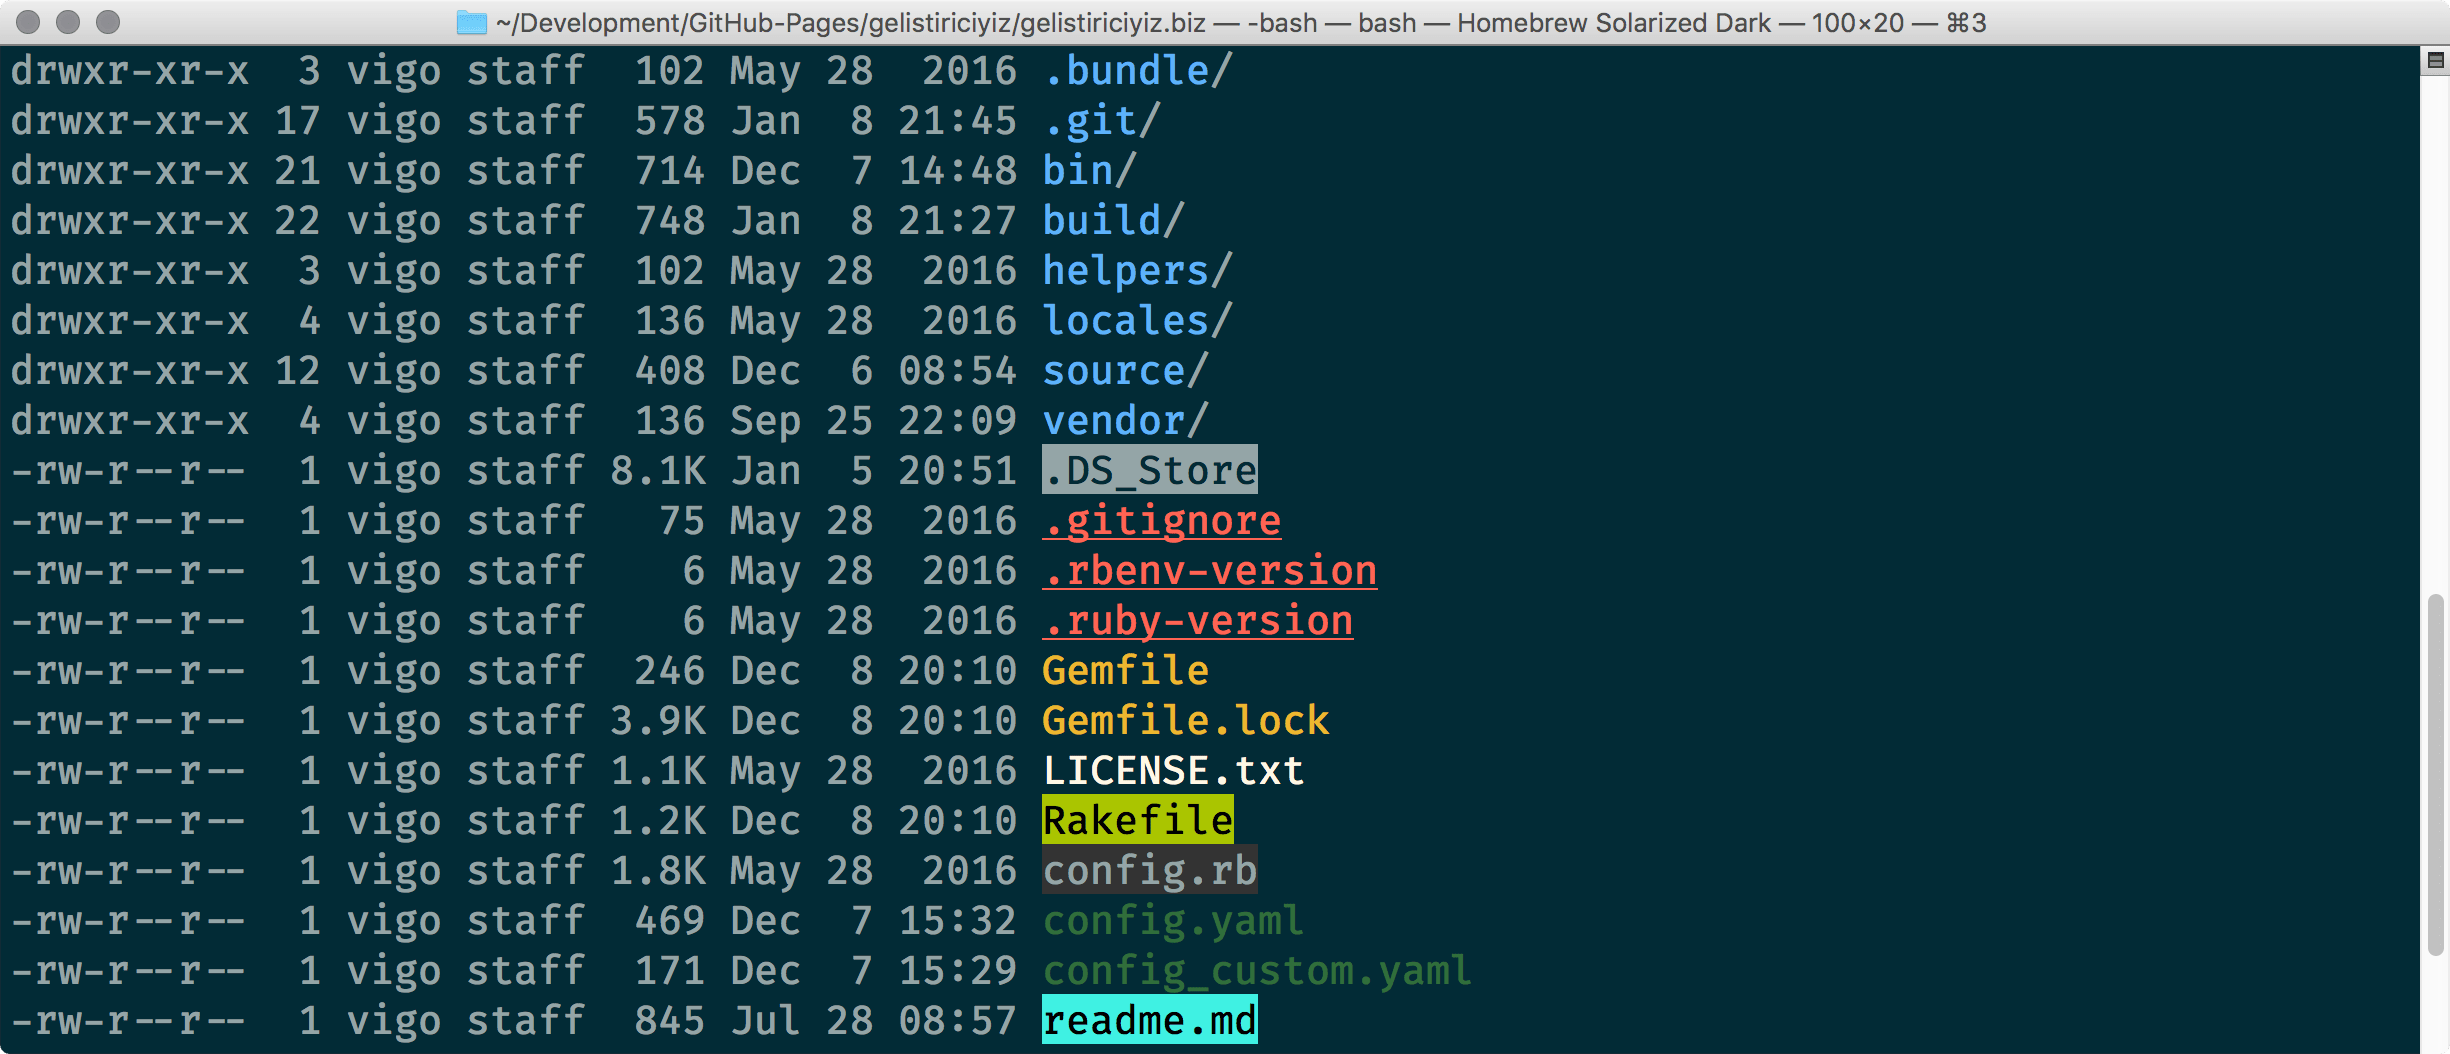 ~/Development/GitHub-Pages/gelistiriciyiz/gelistiriciyiz.biz — -bash — bash — Homebrew Solarized Dark — 100×20 — ⌘3
drwxr-xr-x  3 vigo staff  102 May 28  2016 .bundle/
drwxr-xr-x 17 vigo staff  578 Jan  8 21:45 .git/
drwxr-xr-x 21 vigo staff  714 Dec  7 14:48 bin/
drwxr-xr-x 22 vigo staff  748 Jan  8 21:27 build/
drwxr-xr-x  3 vigo staff  102 May 28  2016 helpers/
drwxr-xr-x  4 vigo staff  136 May 28  2016 locales/
drwxr-xr-x 12 vigo staff  408 Dec  6 08:54 source/
drwxr-xr-x  4 vigo staff  136 Sep 25 22:09 vendor/
-rw-r--r--  1 vigo staff 8.1K Jan  5 20:51 .DS_Store
-rw-r--r--  1 vigo staff   75 May 28  2016 .gitignore
-rw-r--r--  1 vigo staff    6 May 28  2016 .rbenv-version
-rw-r--r--  1 vigo staff    6 May 28  2016 .ruby-version
-rw-r--r--  1 vigo staff  246 Dec  8 20:10 Gemfile
-rw-r--r--  1 vigo staff 3.9K Dec  8 20:10 Gemfile.lock
-rw-r--r--  1 vigo staff 1.1K May 28  2016 LICENSE.txt
-rw-r--r--  1 vigo staff 1.2K Dec  8 20:10 Rakefile
-rw-r--r--  1 vigo staff 1.8K May 28  2016 config.rb
-rw-r--r--  1 vigo staff  469 Dec  7 15:32 config.yaml
-rw-r--r--  1 vigo staff  171 Dec  7 15:29 config_custom.yaml
-rw-r--r--  1 vigo staff  845 Jul 28 08:57 readme.md